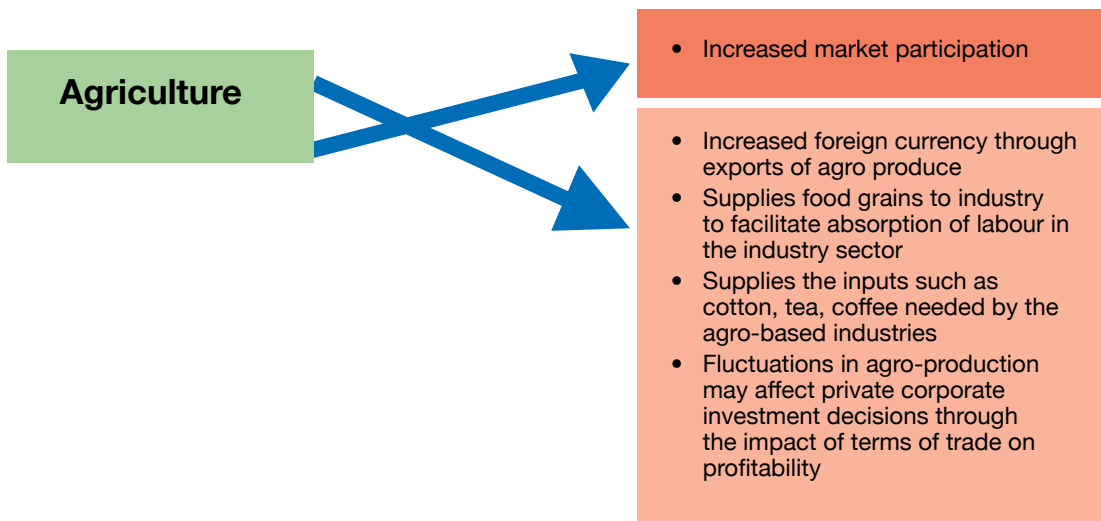 Agriculture
• Increased market participation
• Increased foreign currency through
exports of agro produce
• Supplies food grains to industry
to facilitate absorption of labour in
the industry sector
• Supplies the inputs such as
cotton, tea, coffee needed by the
agro-based industries
• Fluctuations in agro-production
may affect private corporate
investment decisions through
the impact of terms of trade on
profitability